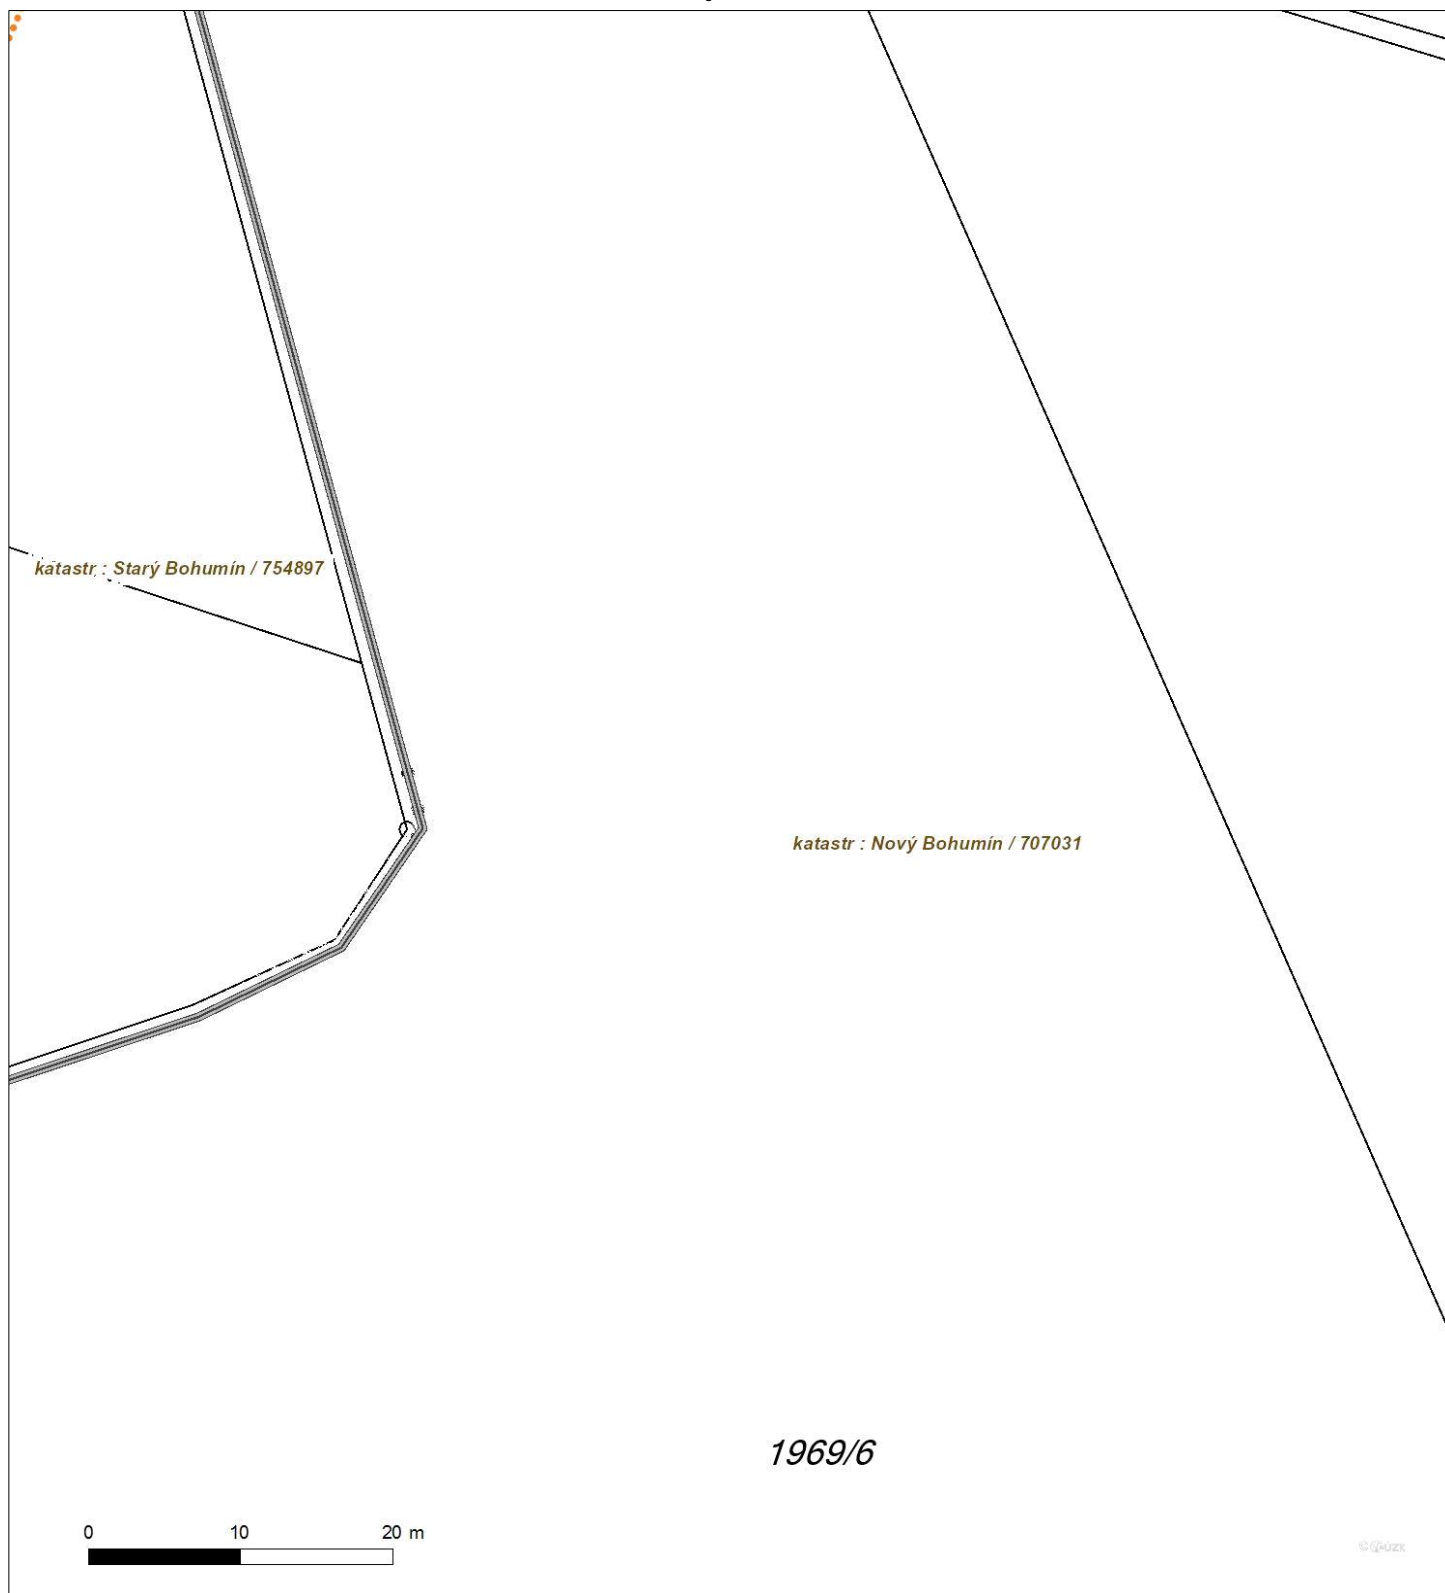 katastr : Starý Bohumín / 754897
katastr : Nový Bohumín / 707031
1969/6
0 10 20 m